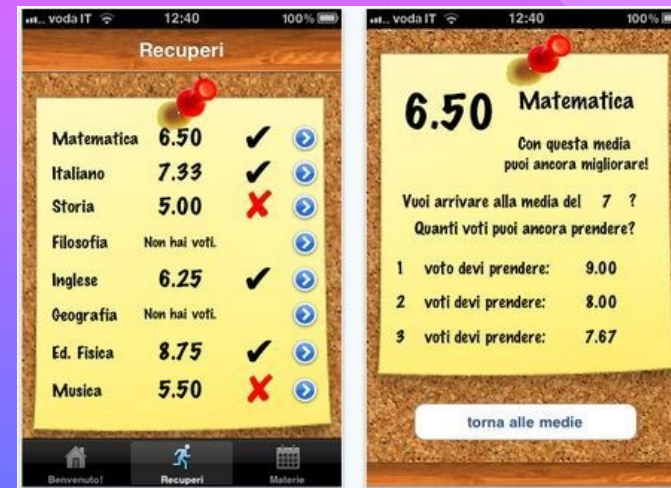 voda IT 12:40 100%
Recuperi
Matematica 6.50 ✔
Italiano 7.33 ✔
Storia 5.00 ✘
Filosofia Non hai voti.
Inglese 6.25 ✔
Geografia Non hai voti.
Ed. Fisica 8.75 ✔
Musica 5.50 ✘
Benvenuto! Recuperi Materie
voda IT 12:40 100%
6.50 Matematica
Con questa media
puoi ancora migliorare!
Vuoi arrivare alla media del 7 ?
Quanti voti puoi ancora prendere?
1 voto devi prendere: 9.00
2 voti devi prendere: 8.00
3 voti devi prendere: 7.67
torna alle medie